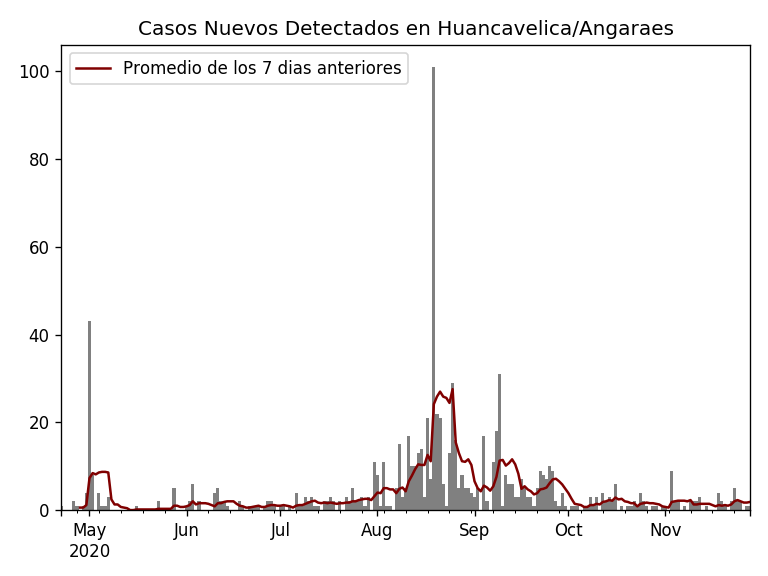 Casos Nuevos Detectados en Huancavelica/Angaraes
Promedio de los 7 dias anteriores
100
80
60
40
20
0
May Jun Jul Aug Sep Oct Nov
2020